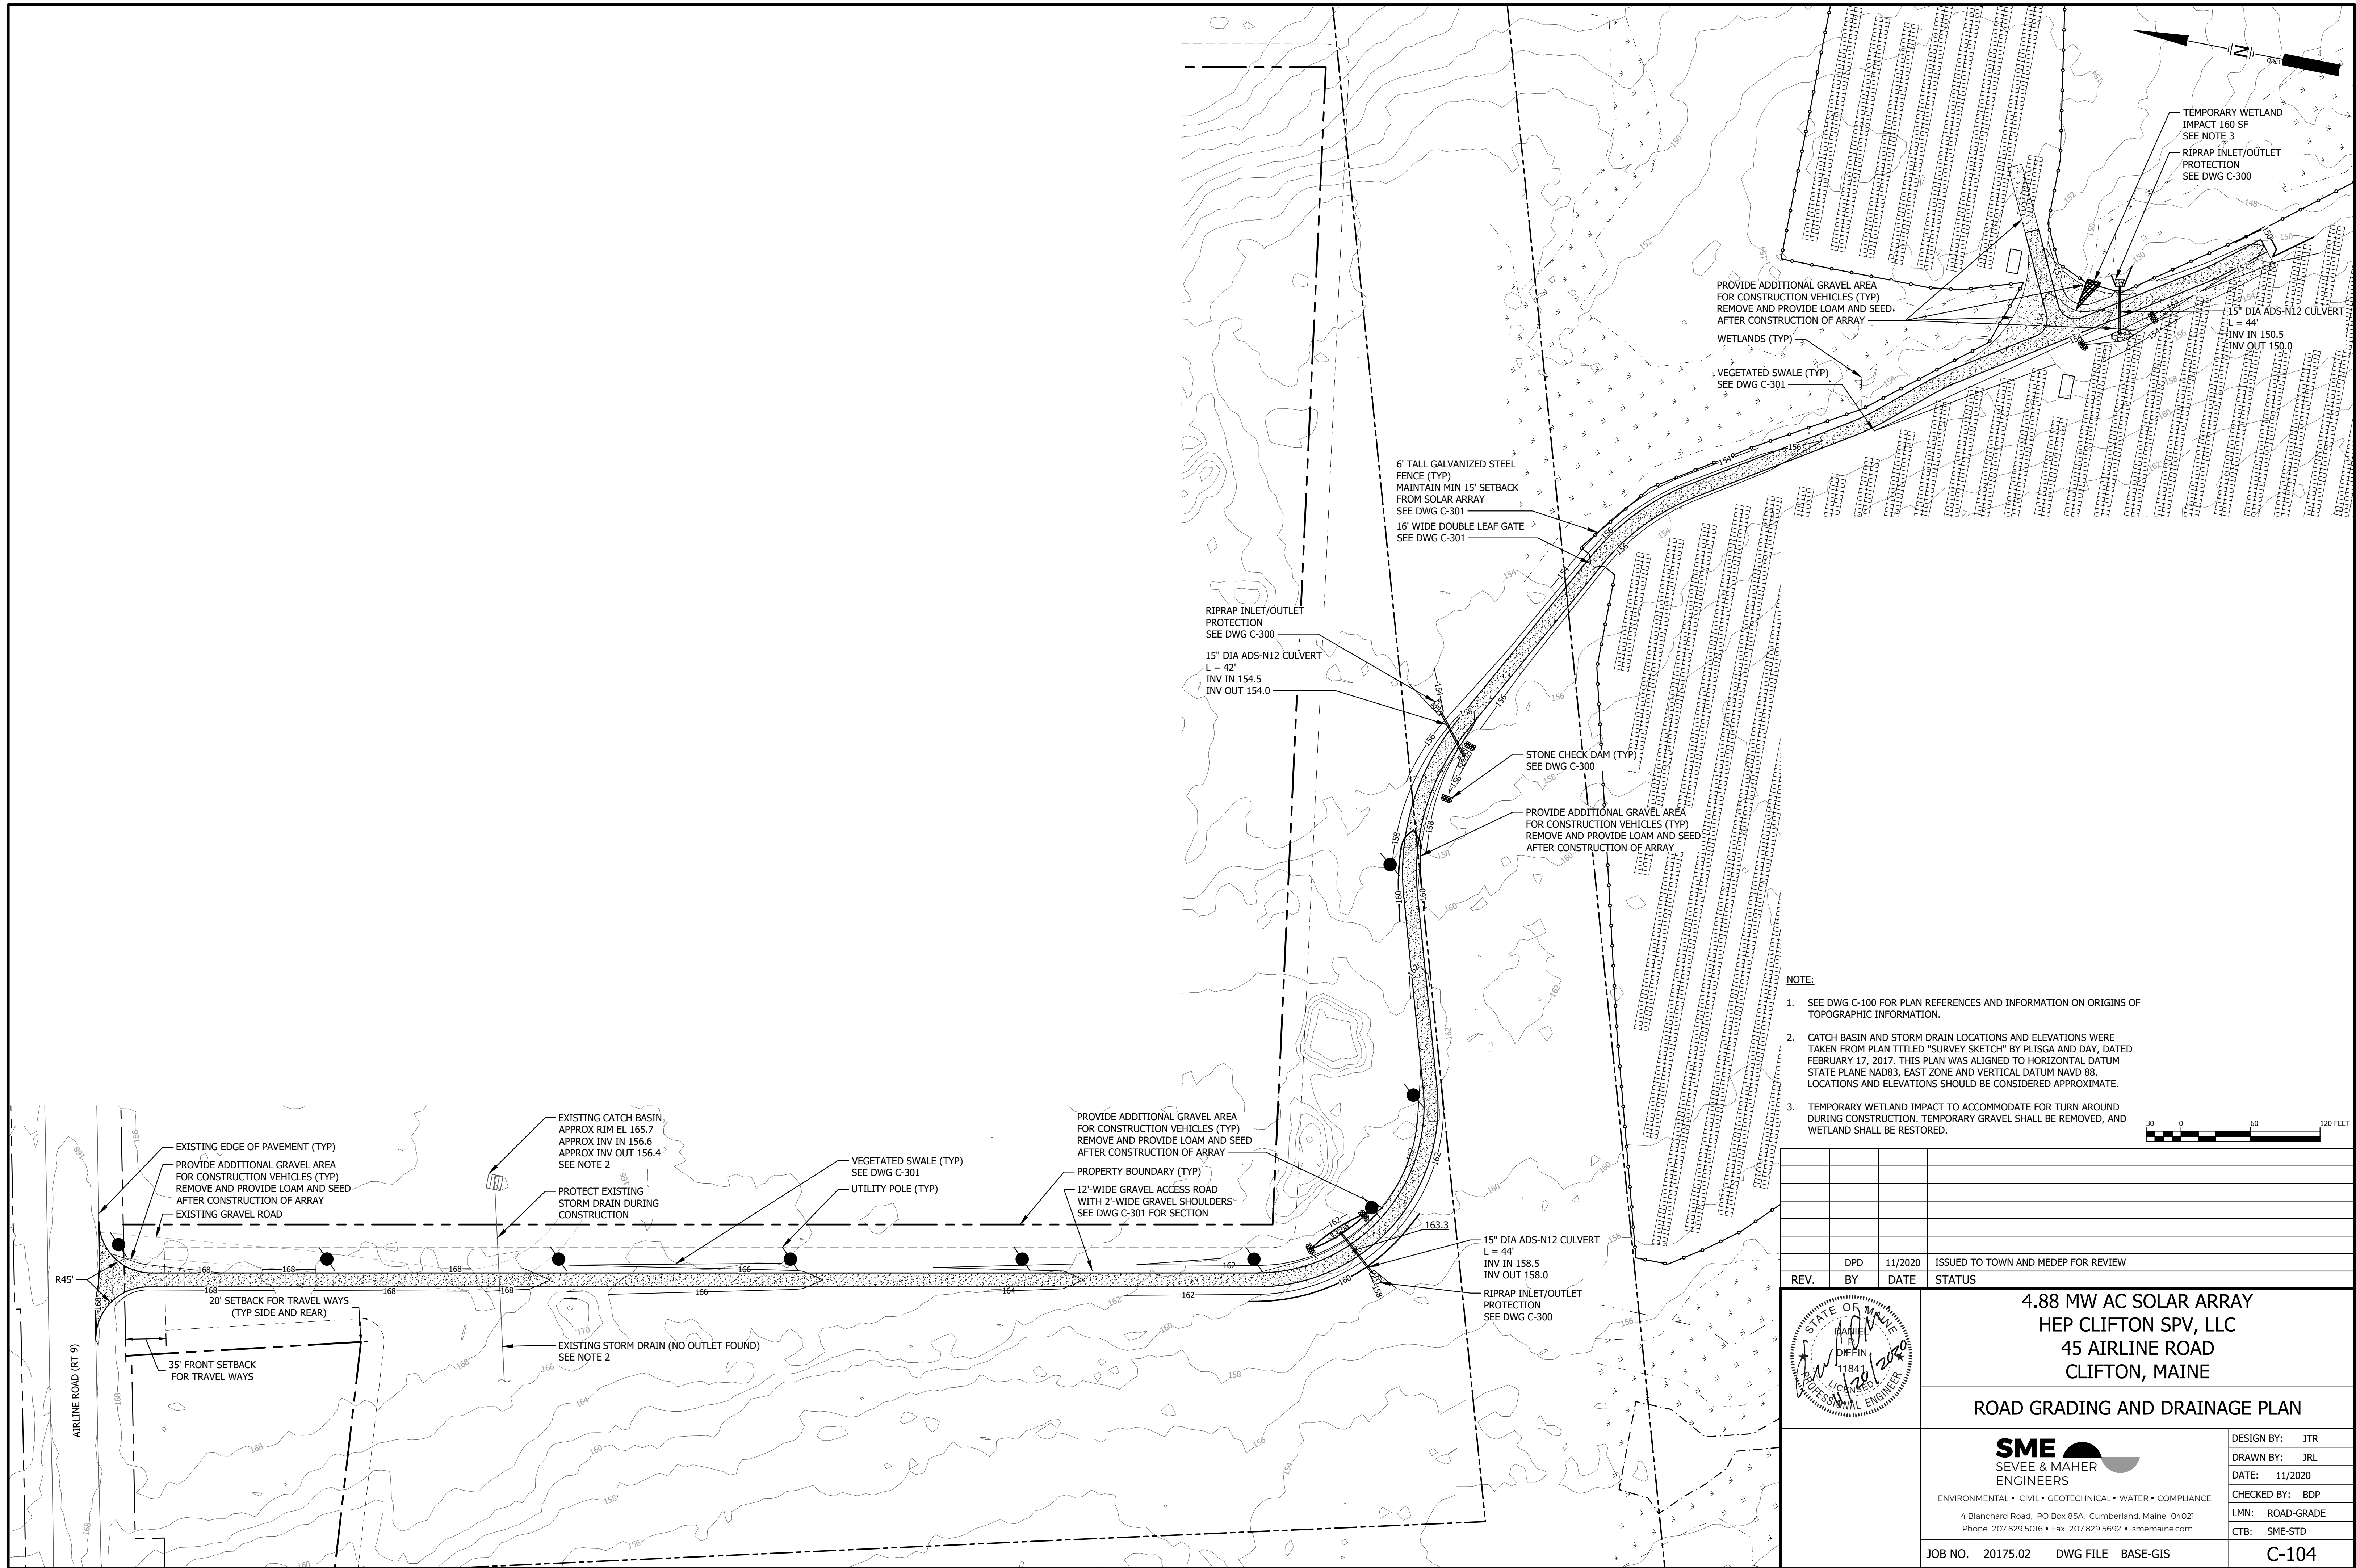 N
GRID
TEMPORARY WETLAND
IMPACT 160 SF
SEE NOTE 3
RIPRAP INLET/OUTLET
PROTECTION
SEE DWG C-300
PROVIDE ADDITIONAL GRAVEL AREA
FOR CONSTRUCTION VEHICLES (TYP)
REMOVE AND PROVIDE LOAM AND SEED
AFTER CONSTRUCTION OF ARRAY
WETLANDS (TYP)
VEGETATED SWALE (TYP)
SEE DWG C-301
15" DIA ADS-N12 CULVERT
L = 44'
INV IN 150.5
INV OUT 150.0
6' TALL GALVANIZED STEEL
FENCE (TYP)
MAINTAIN MIN 15' SETBACK
FROM SOLAR ARRAY
SEE DWG C-301
16' WIDE DOUBLE LEAF GATE
SEE DWG C-301
RIPRAP INLET/OUTLET
PROTECTION
SEE DWG C-300
15" DIA ADS-N12 CULVERT
L = 42'
INV IN 154.5
INV OUT 154.0
STONE CHECK DAM (TYP)
SEE DWG C-300
PROVIDE ADDITIONAL GRAVEL AREA
FOR CONSTRUCTION VEHICLES (TYP)
REMOVE AND PROVIDE LOAM AND SEED
AFTER CONSTRUCTION OF ARRAY
EXISTING EDGE OF PAVEMENT (TYP)
PROVIDE ADDITIONAL GRAVEL AREA
FOR CONSTRUCTION VEHICLES (TYP)
REMOVE AND PROVIDE LOAM AND SEED
AFTER CONSTRUCTION OF ARRAY
EXISTING GRAVEL ROAD
R45'
AIRLINE ROAD (RT 9)
20' SETBACK FOR TRAVEL WAYS
(TYP SIDE AND REAR)
35' FRONT SETBACK
FOR TRAVEL WAYS
EXISTING CATCH BASIN
APPROX RIM EL 165.7
APPROX INV IN 156.6
APPROX INV OUT 156.4
SEE NOTE 2
PROTECT EXISTING
STORM DRAIN DURING
CONSTRUCTION
VEGETATED SWALE (TYP)
SEE DWG C-301
UTILITY POLE (TYP)
EXISTING STORM DRAIN (NO OUTLET FOUND)
SEE NOTE 2
PROVIDE ADDITIONAL GRAVEL AREA
FOR CONSTRUCTION VEHICLES (TYP)
REMOVE AND PROVIDE LOAM AND SEED
AFTER CONSTRUCTION OF ARRAY
PROPERTY BOUNDARY (TYP)
12'-WIDE GRAVEL ACCESS ROAD
WITH 2'-WIDE GRAVEL SHOULDERS
SEE DWG C-301 FOR SECTION
163.3
15" DIA ADS-N12 CULVERT
L = 44'
INV IN 158.5
INV OUT 158.0
RIPRAP INLET/OUTLET
PROTECTION
SEE DWG C-300
NOTE:
1. SEE DWG C-100 FOR PLAN REFERENCES AND INFORMATION ON ORIGINS OF
TOPOGRAPHIC INFORMATION.
2. CATCH BASIN AND STORM DRAIN LOCATIONS AND ELEVATIONS WERE
TAKEN FROM PLAN TITLED "SURVEY SKETCH" BY PLISGA AND DAY, DATED
FEBRUARY 17, 2017. THIS PLAN WAS ALIGNED TO HORIZONTAL DATUM
STATE PLANE NAD83, EAST ZONE AND VERTICAL DATUM NAVD 88.
LOCATIONS AND ELEVATIONS SHOULD BE CONSIDERED APPROXIMATE.
3. TEMPORARY WETLAND IMPACT TO ACCOMMODATE FOR TURN AROUND
DURING CONSTRUCTION. TEMPORARY GRAVEL SHALL BE REMOVED, AND
WETLAND SHALL BE RESTORED.
30 0 60 120 FEET
DPD 11/2020 ISSUED TO TOWN AND MEDEP FOR REVIEW
REV. BY DATE STATUS
STATE OF MAINE
DANIEL
P.
DIFFIN
11841
LICENSED
PROFESSIONAL ENGINEER
11/20/2020
4.88 MW AC SOLAR ARRAY
HEP CLIFTON SPV, LLC
45 AIRLINE ROAD
CLIFTON, MAINE
ROAD GRADING AND DRAINAGE PLAN
SME
SEVEE & MAHER
ENGINEERS
ENVIRONMENTAL • CIVIL • GEOTECHNICAL • WATER • COMPLIANCE
4 Blanchard Road, PO Box 85A, Cumberland, Maine 04021
Phone 207.829.5016 • Fax 207.829.5692 • smemaine.com
DESIGN BY: JTR
DRAWN BY: JRL
DATE: 11/2020
CHECKED BY: BDP
LMN: ROAD-GRADE
CTB: SME-STD
JOB NO. 20175.02 DWG FILE BASE-GIS
C-104